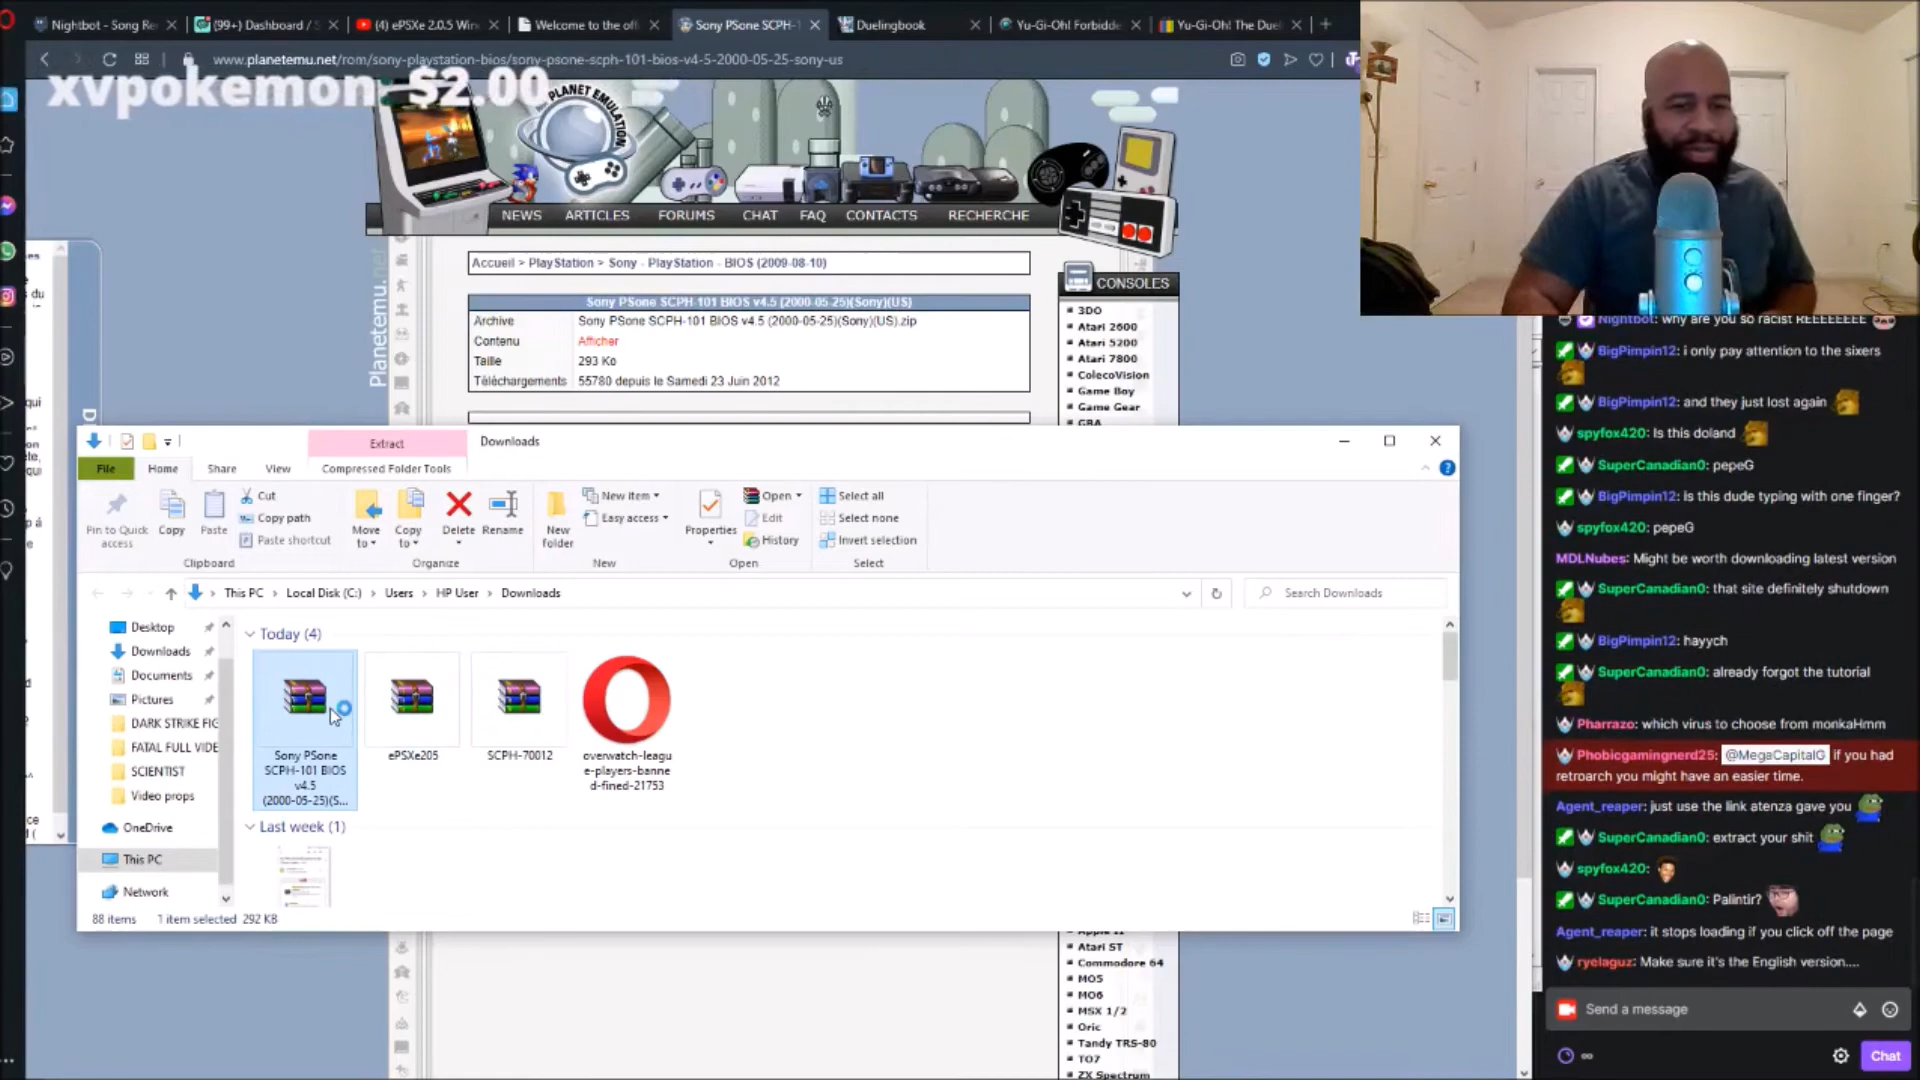 Nightbot - Song Re
(99+) Dashboard / S
(4) ePSXe 2.0.5 Win
Welcome to the offi
Sony PSone SCPH-1
Duelingbook
Yu-Gi-Oh! Forbidde
Yu-Gi-Oh! The Duel
www.planetemu.net/rom/sony-playstation-bios/sony-psone-scph-101-bios-v4-5-2000-05-25-sony-us
xvpokemon: $2.00
PLANET EMULATION
NEWS ARTICLES FORUMS CHAT FAQ CONTACTS RECHERCHE
Planetemu.net
Accueil > PlayStation > Sony - PlayStation - BIOS (2009-08-10)
Sony PSone SCPH-101 BIOS v4.5 (2000-05-25)(Sony)(US)
Archive Sony PSone SCPH-101 BIOS v4.5 (2000-05-25)(Sony)(US).zip
Contenu Afficher
Taille 293 Ko
Téléchargements 55780 depuis le Samedi 23 Juin 2012
CONSOLES
3DO
Atari 2600
Atari 5200
Atari 7800
ColecoVision
Game Boy
Game Gear
GBA
Extract
Downloads
File
Home
Share
View
Compressed Folder Tools
Pin to Quick access
Copy
Paste
Cut
Copy path
Paste shortcut
Clipboard
Move to
Copy to
Delete
Rename
Organize
New folder
New item
Easy access
New
Properties
Open
Edit
History
Open
Select all
Select none
Invert selection
Select
This PC > Local Disk (C:) > Users > HP User > Downloads
Search Downloads
Desktop
Downloads
Documents
Pictures
DARK STRIKE FIG
FATAL FULL VIDE
SCIENTIST
Video props
OneDrive
This PC
Network
Today (4)
Sony PSone
SCPH-101 BIOS
v4.5
(2000-05-25)(S...
ePSXe205
SCPH-70012
overwatch-leagu
e-players-banne
d-fined-21753
Last week (1)
88 items 1 item selected 292 KB
Apple II
Atari ST
Commodore 64
MO5
MO6
MSX 1/2
Oric
Tandy TRS-80
TO7
ZX Spectrum
Nightbot: why are you so racist REEEEEEE
BigPimpin12: i only pay attention to the sixers
BigPimpin12: and they just lost again
spyfox420: Is this doland
SuperCanadian0: pepeG
BigPimpin12: is this dude typing with one finger?
spyfox420: pepeG
MDLNubes: Might be worth downloading latest version
SuperCanadian0: that site definitely shutdown
BigPimpin12: hayych
SuperCanadian0: already forgot the tutorial
Pharrazo: which virus to choose from monkaHmm
Phobicgamingnerd25: @MegaCapitalG if you had
retroarch you might have an easier time.
Agent_reaper: just use the link atenza gave you
SuperCanadian0: extract your shit
spyfox420:
SuperCanadian0: Palintir?
Agent_reaper: it stops loading if you click off the page
ryelaguz: Make sure it's the English version....
Send a message
Chat